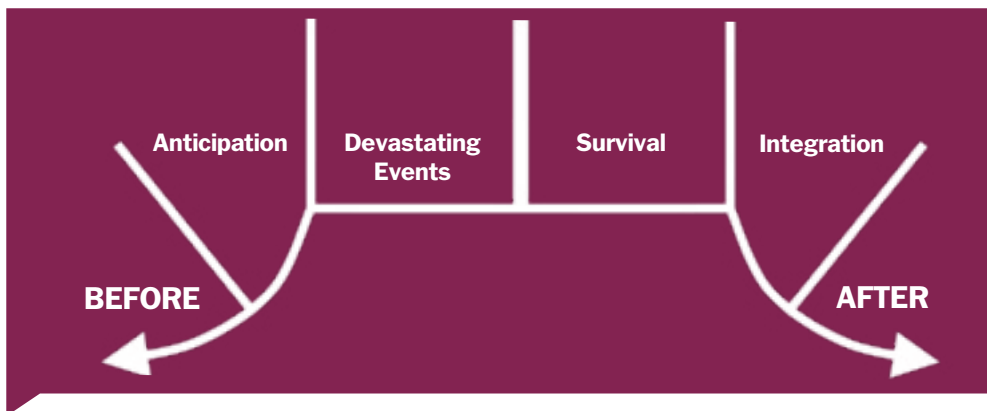 Anticipation
Devastating
Events
Survival
Integration
BEFORE
AFTER